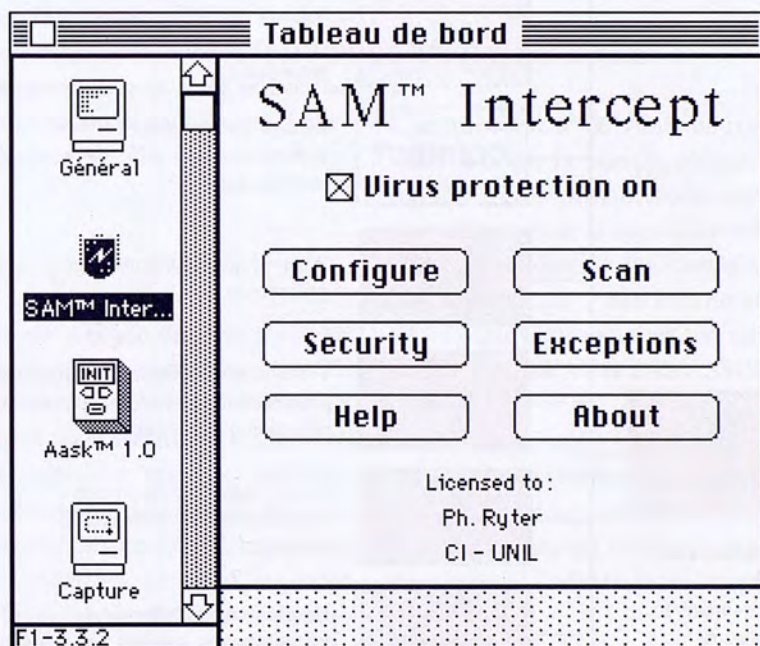 Tableau de bord
Général
SAM™ Inter...
INIT
Aask™ 1.0
Capture
F1-3.3.2
SAM™ Intercept
Virus protection on
Configure
Scan
Security
Exceptions
Help
About
Licensed to:
Ph. Ryter
CI - UNIL